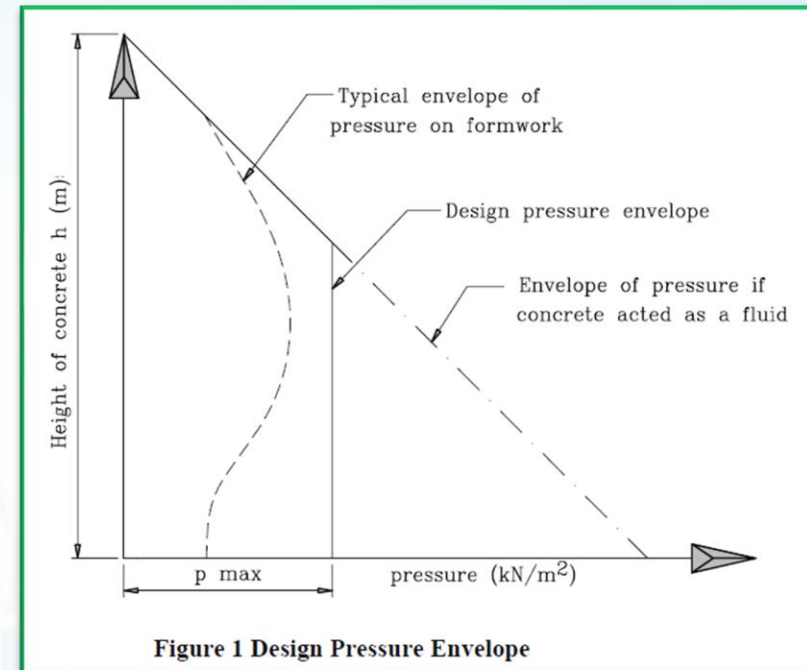 Typical envelope of
pressure on formwork
Design pressure envelope
Envelope of pressure if
concrete acted as a fluid
Height of concrete h (m):
p max
pressure (kN/m²)
Figure 1 Design Pressure Envelope